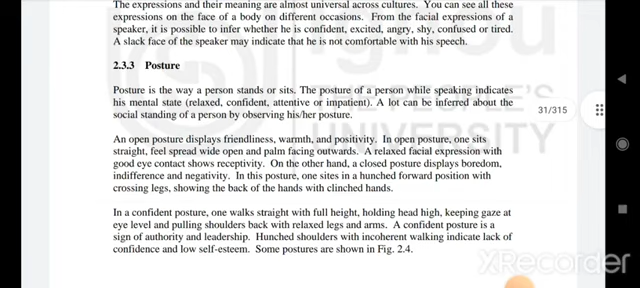 The expressions and their meaning are almost universal across cultures. You can see all these
expressions on the face of a body on different occasions. From the facial expressions of a
speaker, it is possible to infer whether he is confident, excited, angry, shy, confused or tired.
A slack face of the speaker may indicate that he is not comfortable with his speech.
2.3.3 Posture
Posture is the way a person stands or sits. The posture of a person while speaking indicates
his mental state (relaxed, confident, attentive or impatient). A lot can be inferred about the
social standing of a person by observing his/her posture.
31/315
THE PEOPLE'S
UNIVERSITY
An open posture displays friendliness, warmth, and positivity. In open posture, one sits
straight, feel spread wide open and palm facing outwards. A relaxed facial expression with
good eye contact shows receptivity. On the other hand, a closed posture displays boredom,
indifference and negativity. In this posture, one sites in a hunched forward position with
crossing legs, showing the back of the hands with clinched hands.
In a confident posture, one walks straight with full height, holding head high, keeping gaze at
eye level and pulling shoulders back with relaxed legs and arms. A confident posture is a
sign of authority and leadership. Hunched shoulders with incoherent walking indicate lack of
confidence and low self-esteem. Some postures are shown in Fig. 2.4.
XRecorder